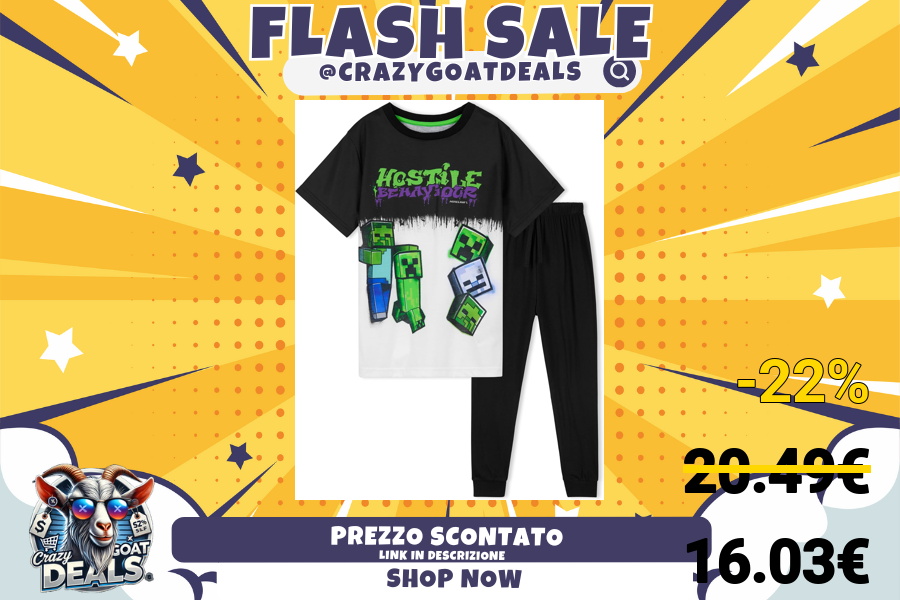 FLASH SALE
@CRAZYGOATDEALS
HOSTILE
BEHAVIOUR
-22%
20.49€
16.03€
PREZZO SCONTATO
LINK IN DESCRIZIONE
SHOP NOW
$
52%
Crazy
GOAT
DEALS